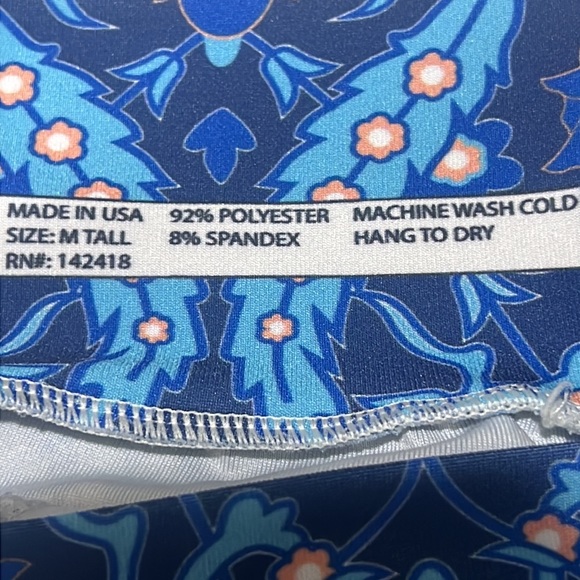 MADE IN USA 92% POLYESTER MACHINE WASH COLD
SIZE: M TALL 8% SPANDEX HANG TO DRY
RN#: 142418